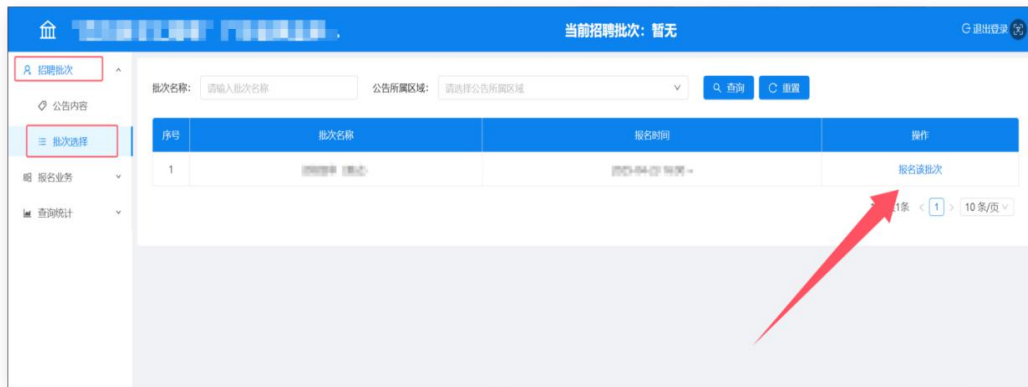 当前招聘批次：暂无
退出登录
招聘批次
批次名称： 请输入批次名称 公告所属区域： 请选择公告所属区域 查询 重置
公告内容
批次选择
序号 批次名称 报名时间 操作
1 报名该批次
报名业务
查询统计
1条 < 1 > 10 条/页